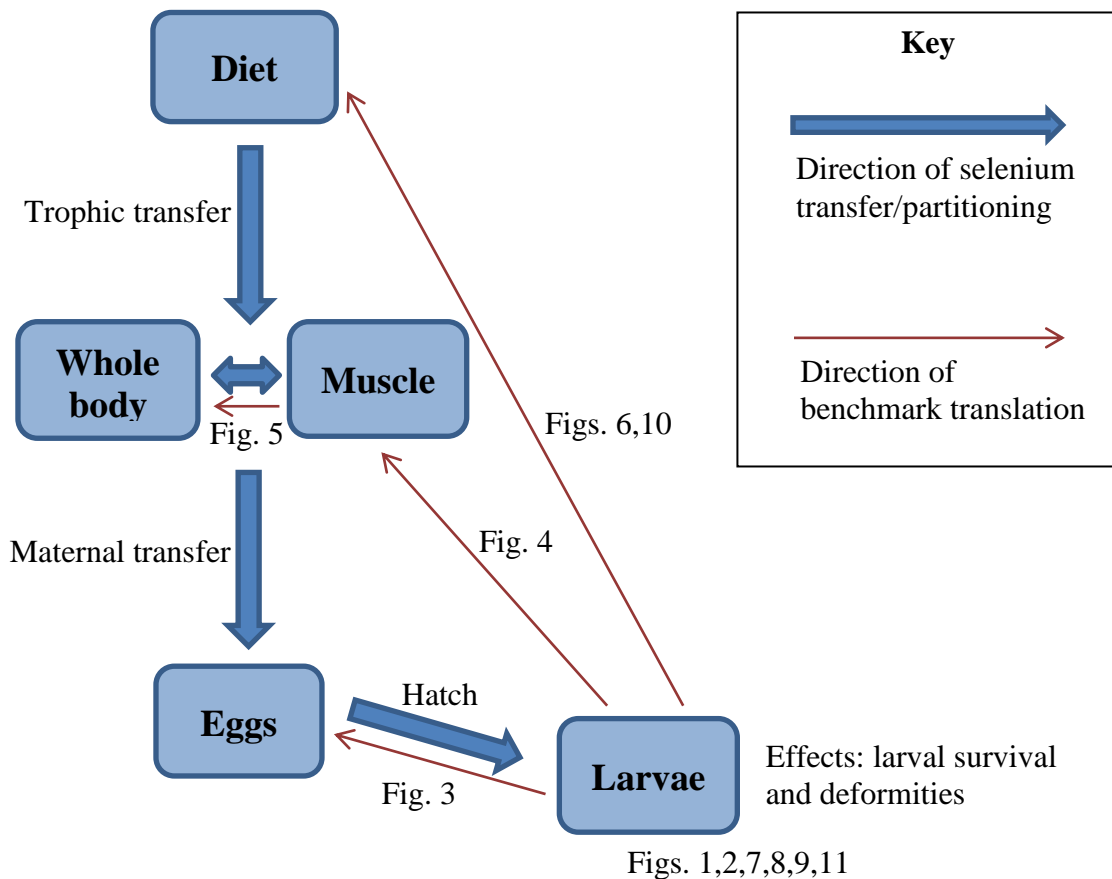 Diet
Key
Direction of selenium
transfer/partitioning
Trophic transfer
Whole
body
Muscle
Direction of
benchmark translation
Fig. 5
Figs. 6,10
Fig. 4
Maternal transfer
Eggs
Hatch
Fig. 3
Larvae
Effects: larval survival
and deformities
Figs. 1,2,7,8,9,11